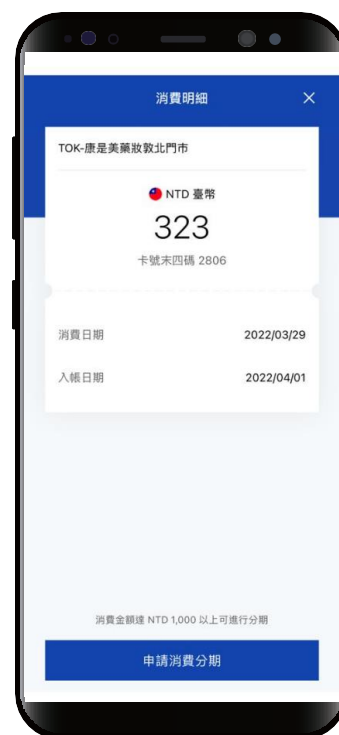 消費明細
TOK-康是美藥妝敦北門市
NTD 臺幣
323
卡號末四碼 2806
消費日期 2022/03/29
入帳日期 2022/04/01
消費金額達 NTD 1,000 以上可進行分期
申請消費分期